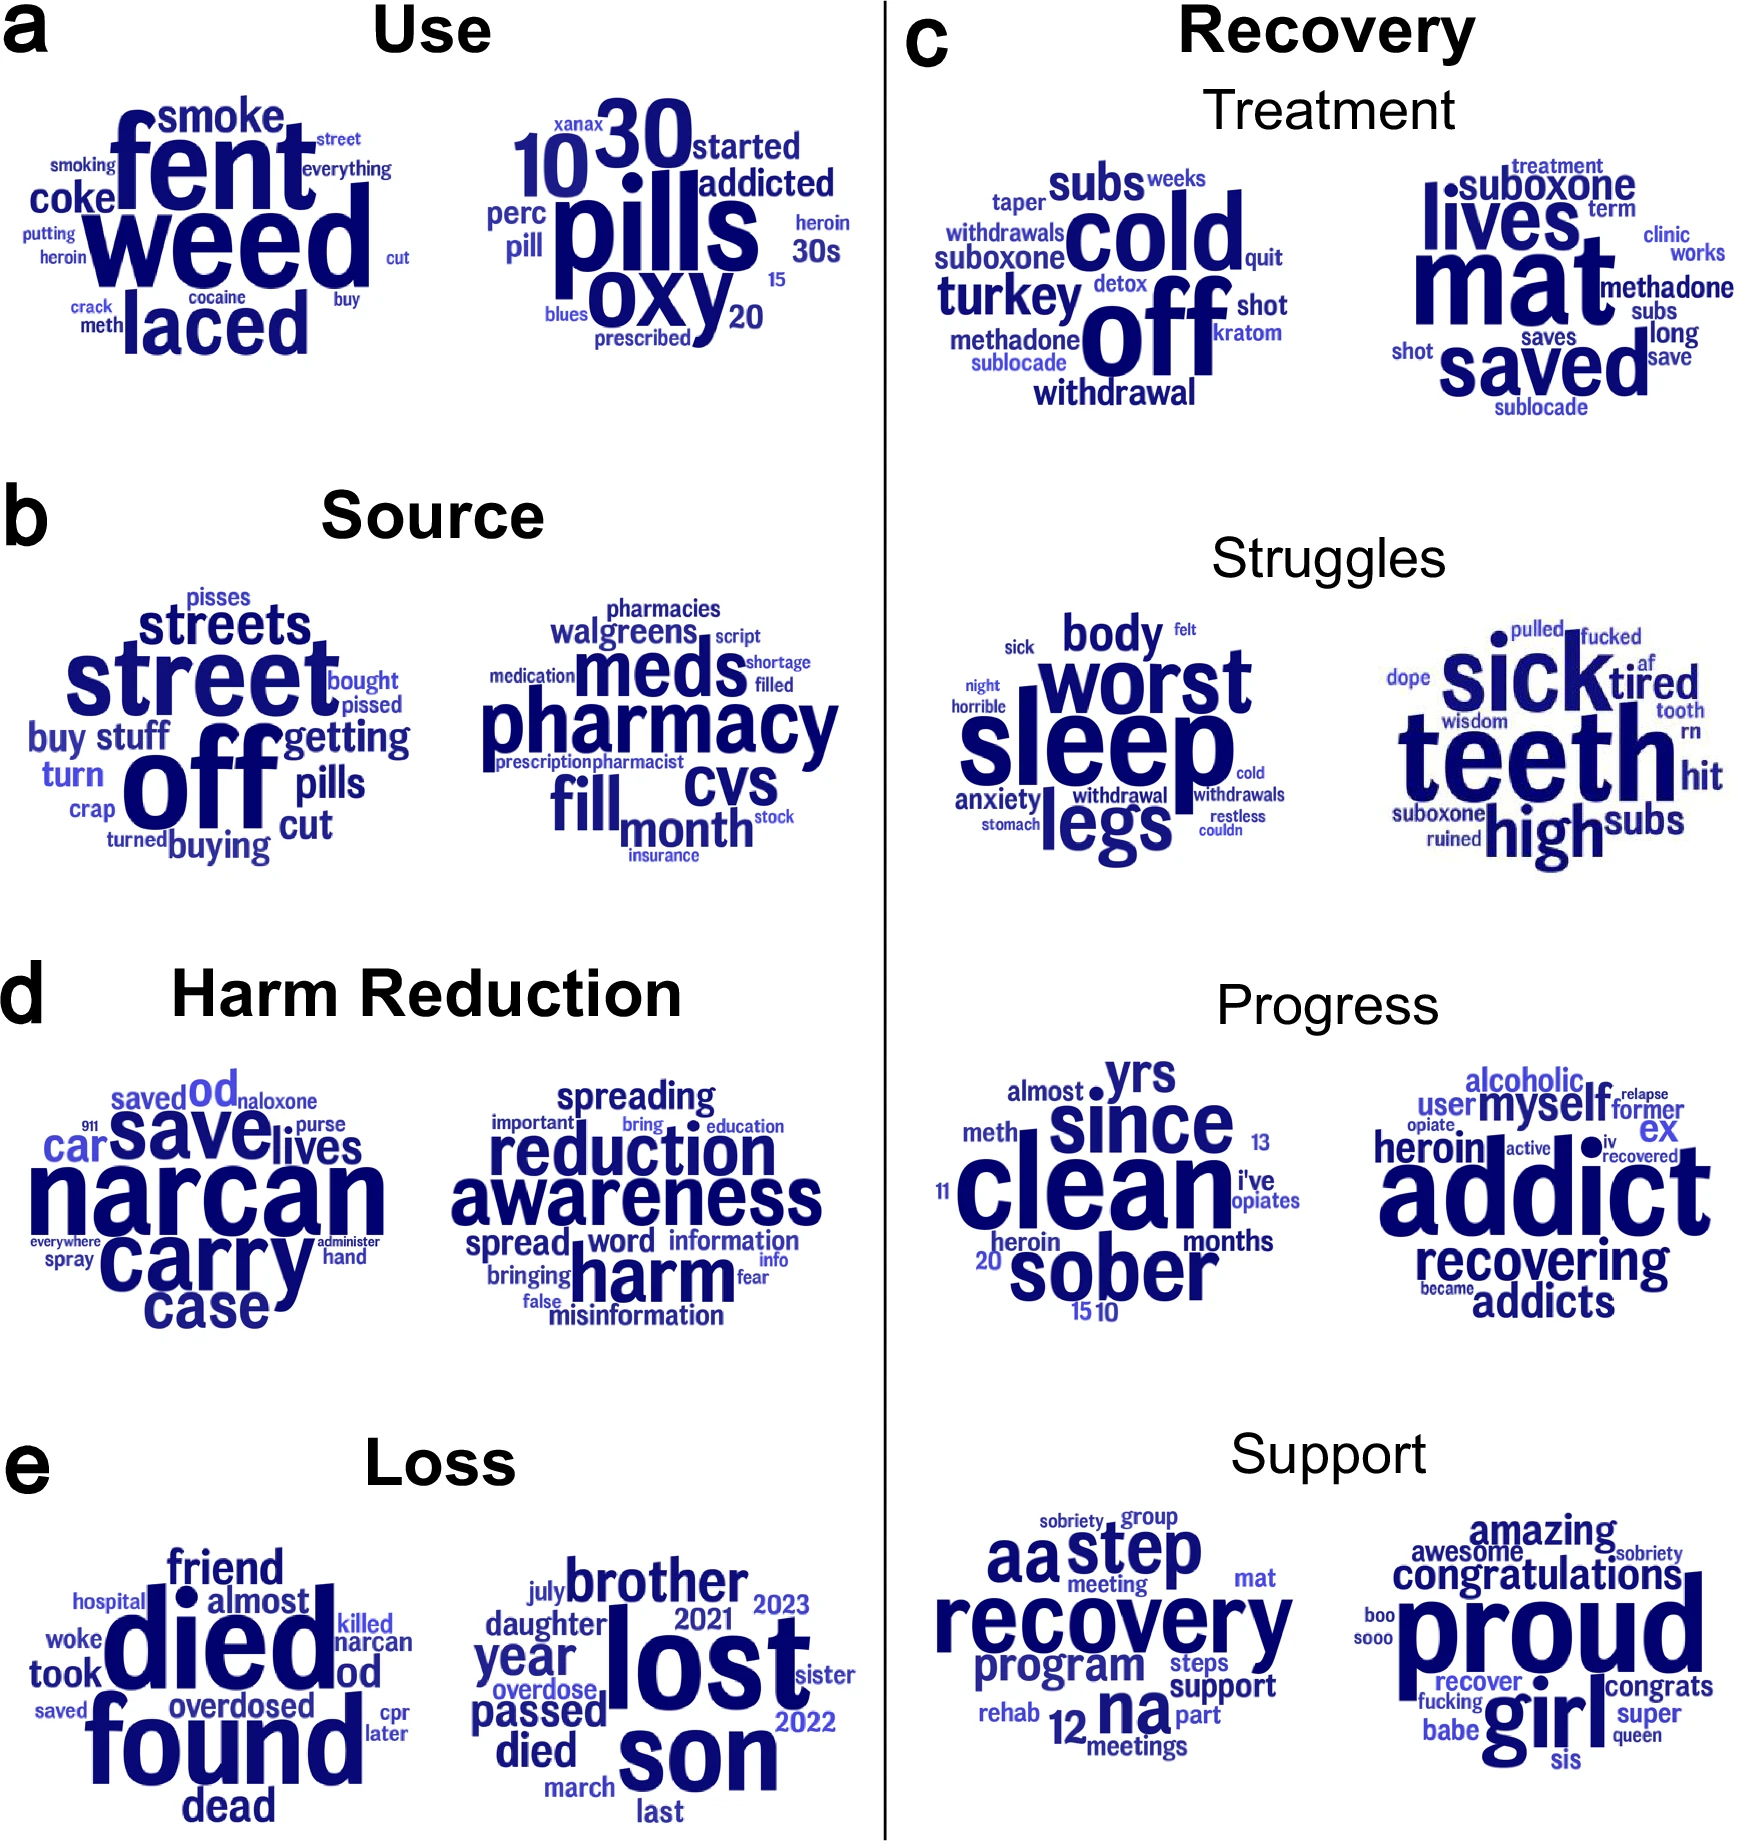 a
Use
smoke
fent
street
smoking
everything
coke
weed
putting
heroin
cut
cocaine
buy
crack
meth
laced
xanax
30
10
started
addicted
perc
pills
pill
heroin
30s
oxy
15
blues
20
prescribed
b
Source
pisses
streets
street
bought
pissed
buy
stuff
off
getting
turn
pills
crap
cut
turned
buying
pharmacies
walgreens
script
meds
shortage
medication
filled
pharmacy
prescription
pharmacist
fill
cvs
month
stock
insurance
d
Harm Reduction
saved
od
naloxone
911
save
purse
car
lives
narcan
everywhere
administer
spray
carry
hand
case
spreading
important
bring
education
reduction
awareness
spread
word
information
info
bringing
harm
fear
false
misinformation
e
Loss
friend
hospital
almost
died
killed
woke
narcan
took
od
saved
overdosed
found
cpr
later
dead
july
brother
2023
daughter
2021
year
lost
sister
overdose
passed
2022
died
son
march
last
c
Recovery
Treatment
subs
weeks
taper
cold
withdrawals
suboxone
quit
turkey
detox
off
shot
methadone
kratom
sublocade
withdrawal
treatment
suboxone
lives
term
clinic
works
mat
methadone
subs
long
shot
saves
saved
save
sublocade
Struggles
body
felt
sick
worst
night
horrible
sleep
cold
anxiety
withdrawal
withdrawals
stomach
legs
restless
couldn
pulled
fucked
sick
af
dope
tired
wisdom
tooth
teeth
rn
hit
suboxone
subs
ruined
high
Progress
yrs
almost
since
meth
13
clean
11
i've
opiates
heroin
months
20
sober
15
10
alcoholic
relapse
user
myself
former
opiate
ex
heroin
active
iv
recovered
addict
recovering
became
addicts
Support
sobriety
group
aa
step
meeting
mat
recovery
program
steps
support
rehab
12
na
part
meetings
amazing
awesome
sobriety
congratulations
boo
sooo
proud
recover
congrats
fucking
girl
super
babe
queen
sis